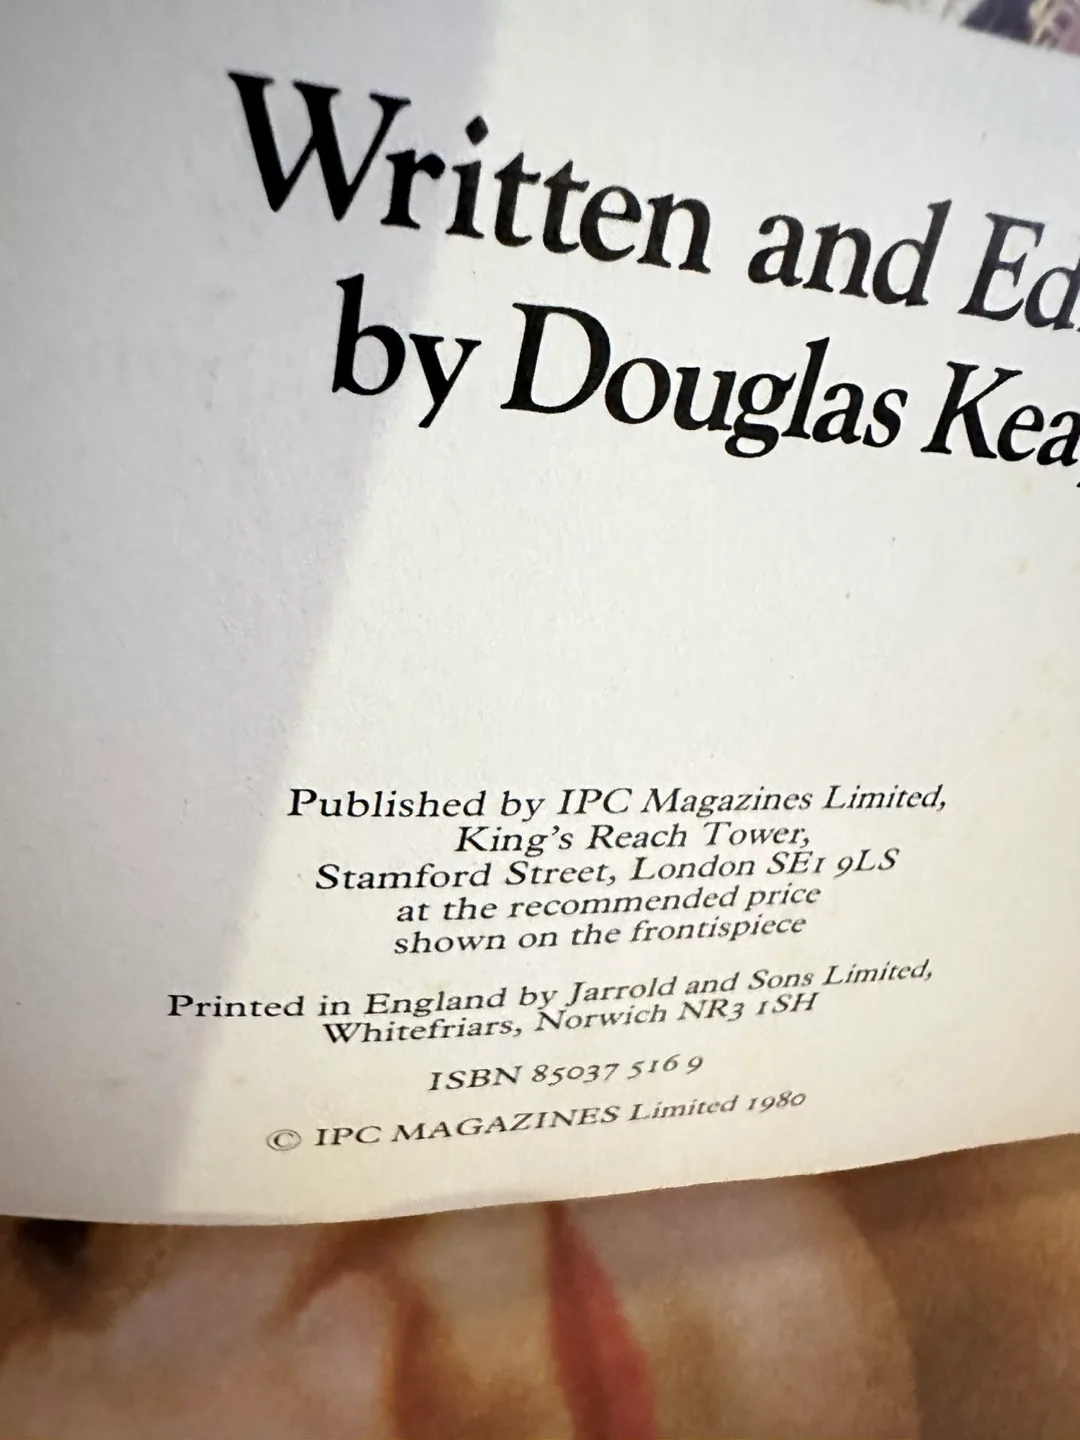 Written and Ed
by Douglas Kea
Published by IPC Magazines Limited,
King's Reach Tower,
Stamford Street, London SE1 9LS
at the recommended price
shown on the frontispiece
Printed in England by Jarrold and Sons Limited,
Whitefriars, Norwich NR3 1SH
ISBN 85037 516 9
© IPC MAGAZINES Limited 1980